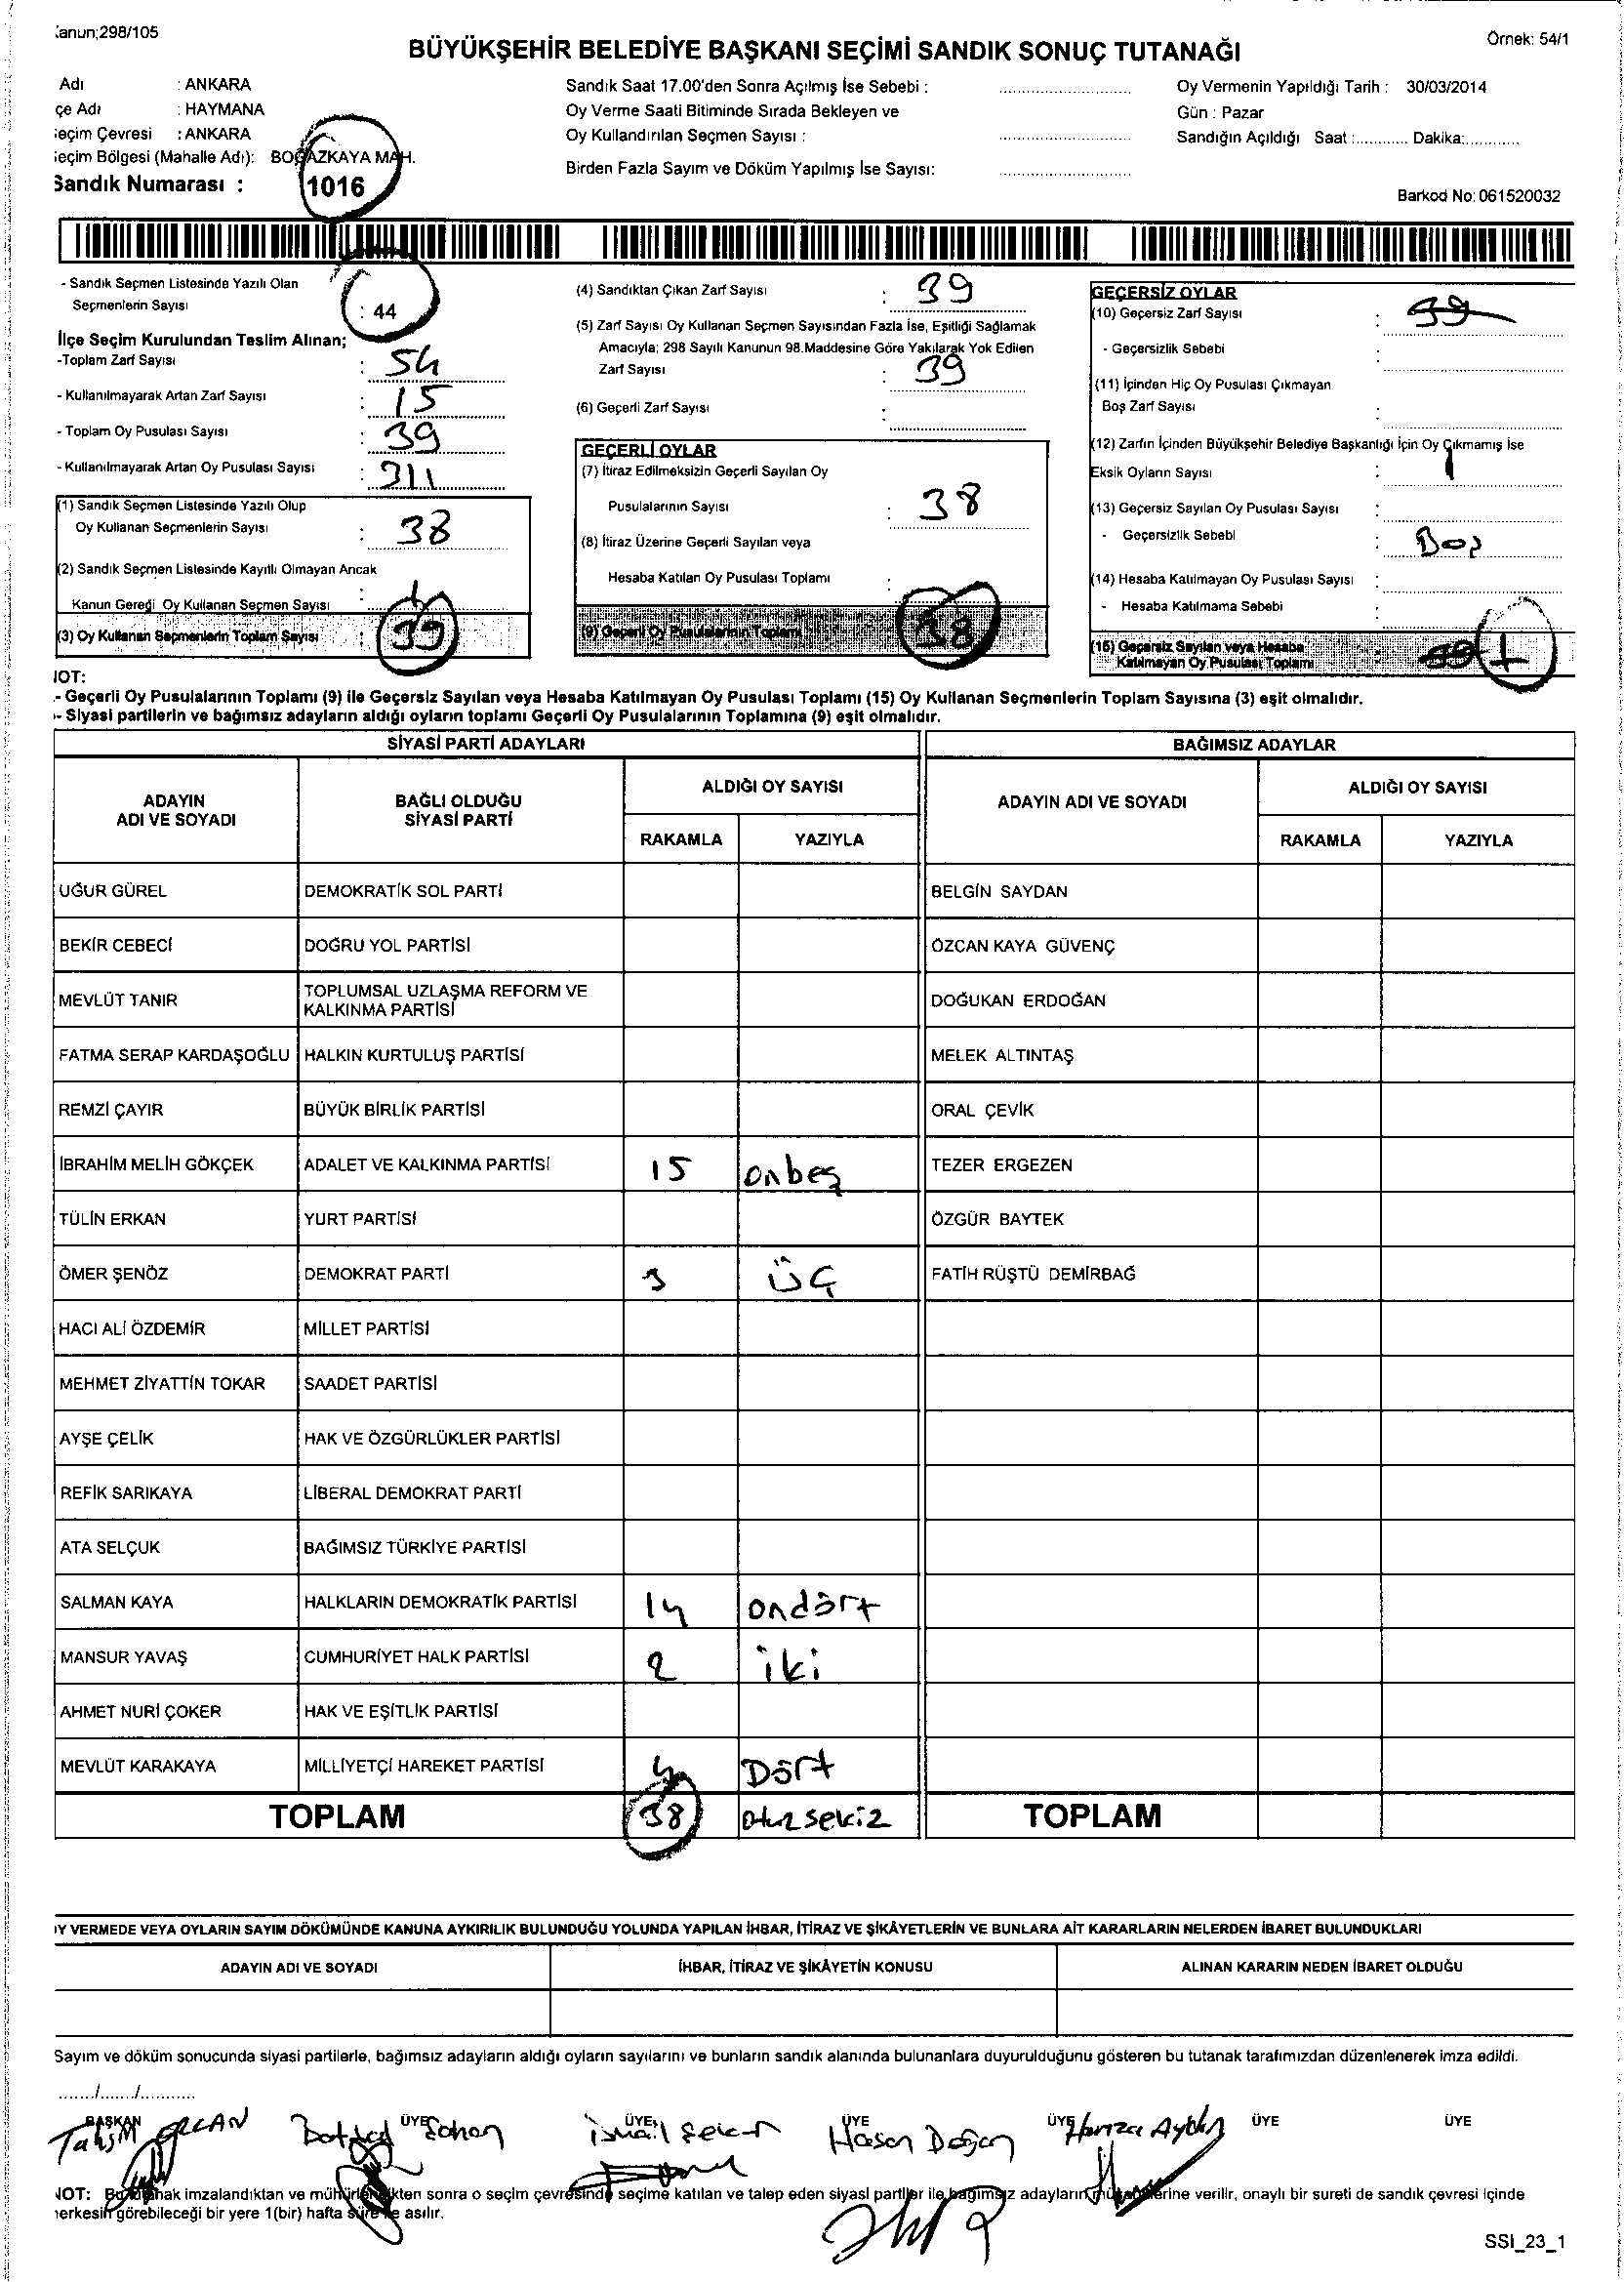 anun;298/105
Örnek: 54/1
BÜYÜKŞEHİR BELEDİYE BAŞKANI SEÇİMİ SANDIK SONUÇ TUTANAĞI
Adı : ANKARA
çe Adı : HAYMANA
eçim Çevresi : ANKARA
eçim Bölgesi (Mahalle Adı): BOĞAZKAYA MAH.
Sandık Numarası : 1016
Sandık Saat 17.00'den Sonra Açılmış İse Sebebi :
Oy Verme Saati Bitiminde Sırada Bekleyen ve
Oy Kullandırılan Seçmen Sayısı :
Birden Fazla Sayım ve Döküm Yapılmış İse Sayısı:
Oy Vermenin Yapıldığı Tarih : 30/03/2014
Gün : Pazar
Sandığın Açıldığı Saat :............ Dakika:............
Barkod No: 061520032
- Sandık Seçmen Listesinde Yazılı Olan
Seçmenlerin Sayısı : 44
İlçe Seçim Kurulundan Teslim Alınan;
-Toplam Zarf Sayısı : 54
- Kullanılmayarak Artan Zarf Sayısı : 15
- Toplam Oy Pusulası Sayısı : 39
- Kullanılmayarak Artan Oy Pusulası Sayısı : 311
(1) Sandık Seçmen Listesinde Yazılı Olup
Oy Kullanan Seçmenlerin Sayısı : 38
(2) Sandık Seçmen Listesinde Kayıtlı Olmayan Ancak
Kanun Gereği Oy Kullanan Seçmen Sayısı : 1
(3) Oy Kullanan Seçmenlerin Toplam Sayısı : 39
(4) Sandıktan Çıkan Zarf Sayısı : 39
(5) Zarf Sayısı Oy Kullanan Seçmen Sayısından Fazla İse, Eşitliği Sağlamak
Amacıyla; 298 Sayılı Kanunun 98.Maddesine Göre Yakılarak Yok Edilen
Zarf Sayısı : 39
(6) Geçerli Zarf Sayısı :
GEÇERLİ OYLAR
(7) İtiraz Edilmeksizin Geçerli Sayılan Oy
Pusulalarının Sayısı : 38
(8) İtiraz Üzerine Geçerli Sayılan veya
Hesaba Katılan Oy Pusulası Toplamı :
(9) Geçerli Oy Pusulalarının Toplamı 38
GEÇERSİZ OYLAR
(10) Geçersiz Zarf Sayısı : 39
- Geçersizlik Sebebi :
(11) İçinden Hiç Oy Pusulası Çıkmayan
Boş Zarf Sayısı :
(12) Zarfın İçinden Büyükşehir Belediye Başkanlığı İçin Oy Çıkmamış İse
Eksik Oyların Sayısı : 1
(13) Geçersiz Sayılan Oy Pusulası Sayısı :
- Geçersizlik Sebebi : Boş
(14) Hesaba Katılmayan Oy Pusulası Sayısı :
- Hesaba Katılmama Sebebi :
(15) Geçersiz Sayılan veya Hesaba
Katılmayan Oy Pusulası Toplamı : 39 1
NOT:
- Geçerli Oy Pusulalarının Toplamı (9) ile Geçersiz Sayılan veya Hesaba Katılmayan Oy Pusulası Toplamı (15) Oy Kullanan Seçmenlerin Toplam Sayısına (3) eşit olmalıdır.
- Siyasi partilerin ve bağımsız adayların aldığı oyların toplamı Geçerli Oy Pusulalarının Toplamına (9) eşit olmalıdır.
SİYASİ PARTİ ADAYLARI BAĞIMSIZ ADAYLAR
ADAYIN ADI VE SOYADI BAĞLI OLDUĞU SİYASİ PARTİ ALDIĞI OY SAYISI ADAYIN ADI VE SOYADI ALDIĞI OY SAYISI
RAKAMLA YAZIYLA RAKAMLA YAZIYLA
UĞUR GÜREL DEMOKRATİK SOL PARTİ BELGİN SAYDAN
BEKİR CEBECİ DOĞRU YOL PARTİSİ ÖZCAN KAYA GÜVENÇ
MEVLÜT TANIR TOPLUMSAL UZLAŞMA REFORM VE KALKINMA PARTİSİ DOĞUKAN ERDOĞAN
FATMA SERAP KARDAŞOĞLU HALKIN KURTULUŞ PARTİSİ MELEK ALTINTAŞ
REMZİ ÇAYIR BÜYÜK BİRLİK PARTİSİ ORAL ÇEVİK
İBRAHİM MELİH GÖKÇEK ADALET VE KALKINMA PARTİSİ 15 onbeş TEZER ERGEZEN
TÜLİN ERKAN YURT PARTİSİ ÖZGÜR BAYTEK
ÖMER ŞENÖZ DEMOKRAT PARTİ 3 ÜÇ FATİH RÜŞTÜ DEMİRBAĞ
HACI ALİ ÖZDEMİR MİLLET PARTİSİ
MEHMET ZİYATTİN TOKAR SAADET PARTİSİ
AYŞE ÇELİK HAK VE ÖZGÜRLÜKLER PARTİSİ
REFİK SARIKAYA LİBERAL DEMOKRAT PARTİ
ATA SELÇUK BAĞIMSIZ TÜRKİYE PARTİSİ
SALMAN KAYA HALKLARIN DEMOKRATİK PARTİSİ 14 ondört
MANSUR YAVAŞ CUMHURİYET HALK PARTİSİ 2 iki
AHMET NURİ ÇOKER HAK VE EŞİTLİK PARTİSİ
MEVLÜT KARAKAYA MİLLİYETÇİ HAREKET PARTİSİ 4 Dört
TOPLAM 38 otuzsekiz TOPLAM
OY VERMEDE VEYA OYLARIN SAYIM DÖKÜMÜNDE KANUNA AYKIRILIK BULUNDUĞU YOLUNDA YAPILAN İHBAR, İTİRAZ VE ŞİKÂYETLERİN VE BUNLARA AİT KARARLARIN NELERDEN İBARET BULUNDUKLARI
ADAYIN ADI VE SOYADI İHBAR, İTİRAZ VE ŞİKÂYETİN KONUSU ALINAN KARARIN NEDEN İBARET OLDUĞU
Sayım ve döküm sonucunda siyasi partilerle, bağımsız adayların aldığı oyların sayılarını ve bunların sandık alanında bulunanlara duyurulduğunu gösteren bu tutanak tarafımızdan düzenlenerek imza edildi.
......./......./...........
BAŞKAN ÜYE ÜYE ÜYE ÜYE ÜYE ÜYE
İsmail Hasan Doğan Hamza
NOT: Bu tutanak imzalandıktan ve mühürlendikten sonra o seçim çevresinde seçime katılan ve talep eden siyasi partiler ile bağımsız adayların müşahitlerine verilir, onaylı bir sureti de sandık çevresi içinde
herkesin görebileceği bir yere 1(bir) hafta süre ile asılır.
SSİ_23_1